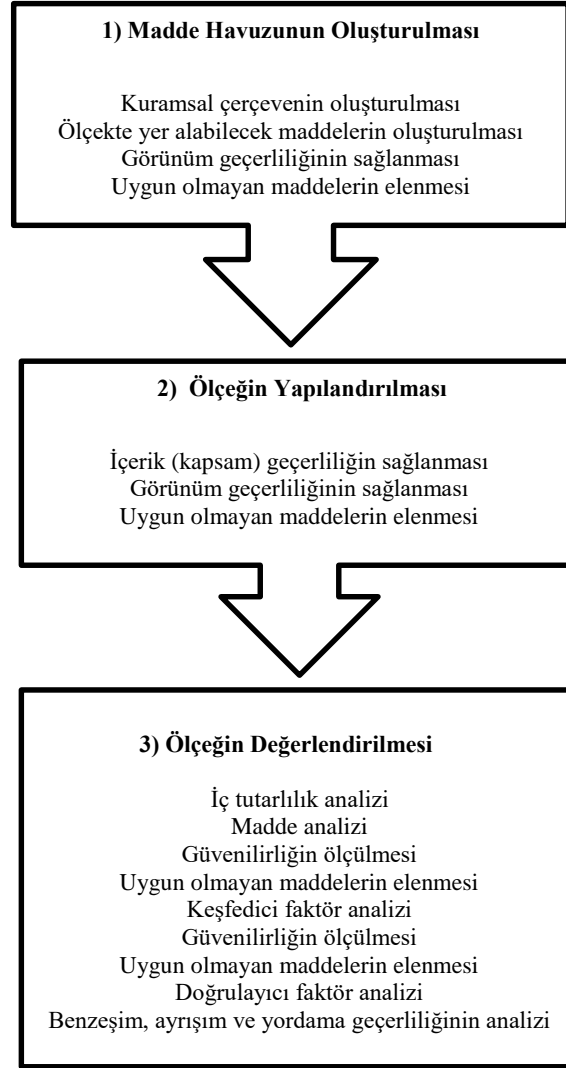 1) Madde Havuzunun Oluşturulması
Kuramsal çerçevenin oluşturulması
Ölçekte yer alabilecek maddelerin oluşturulması
Görünüm geçerliliğinin sağlanması
Uygun olmayan maddelerin elenmesi
2) Ölçeğin Yapılandırılması
İçerik (kapsam) geçerliliğin sağlanması
Görünüm geçerliliğinin sağlanması
Uygun olmayan maddelerin elenmesi
3) Ölçeğin Değerlendirilmesi
İç tutarlılık analizi
Madde analizi
Güvenilirliğin ölçülmesi
Uygun olmayan maddelerin elenmesi
Keşfedici faktör analizi
Güvenilirliğin ölçülmesi
Uygun olmayan maddelerin elenmesi
Doğrulayıcı faktör analizi
Benzeşim, ayrışım ve yordama geçerliliğinin analizi